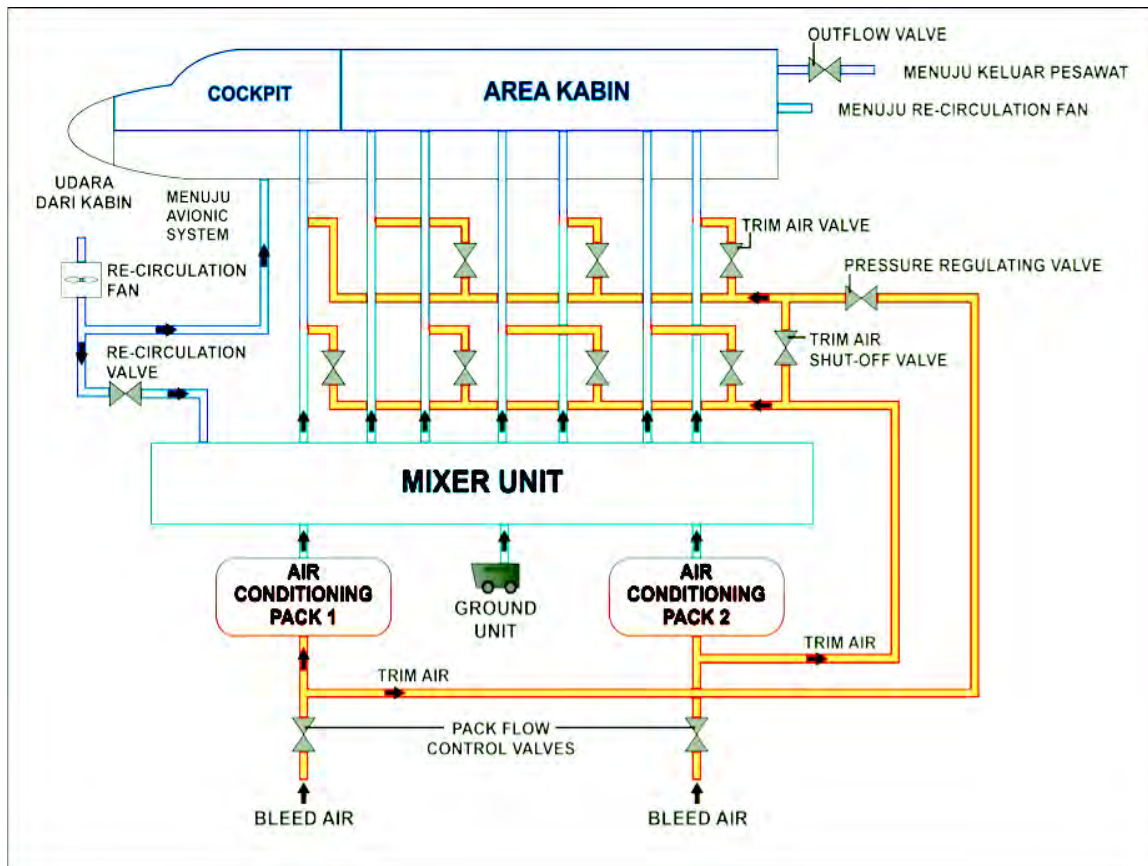 OUTFLOW VALVE
MENUJU KELUAR PESAWAT
COCKPIT
AREA KABIN
MENUJU RE-CIRCULATION FAN
UDARA
DARI KABIN
MENUJU
AVIONIC
SYSTEM
TRIM AIR VALVE
RE-CIRCULATION
FAN
PRESSURE REGULATING VALVE
RE-CIRCULATION
VALVE
TRIM AIR
SHUT-OFF VALVE
MIXER UNIT
AIR
CONDITIONING
PACK 1
GROUND
UNIT
AIR
CONDITIONING
PACK 2
TRIM AIR
TRIM AIR
PACK FLOW
CONTROL VALVES
BLEED AIR
BLEED AIR